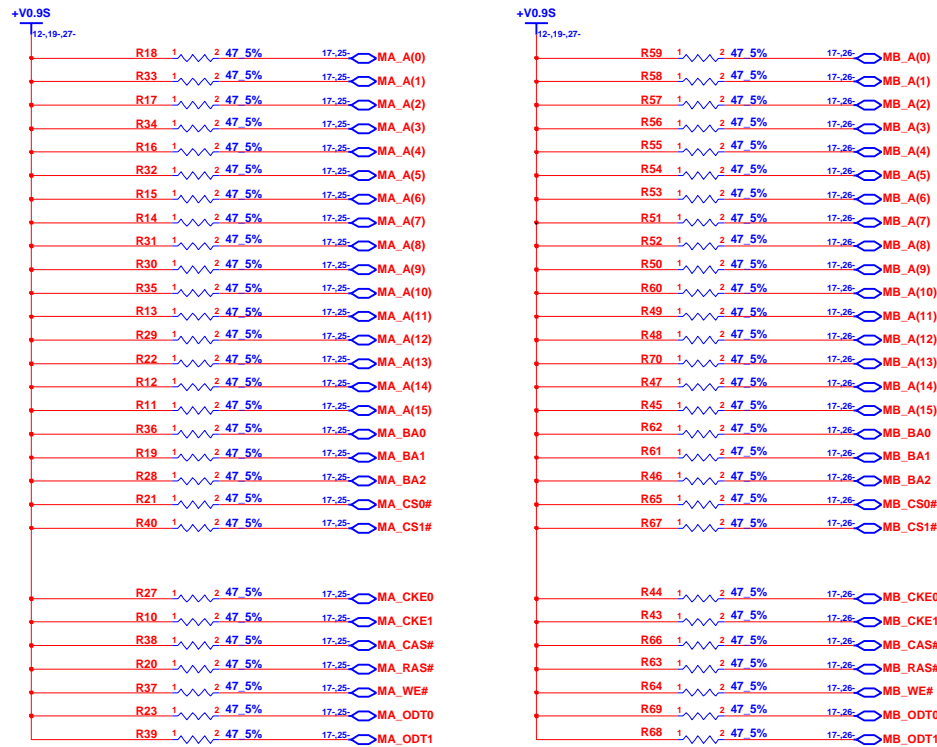 +V0.9S
12-,19-,27-
R18 1 2 47_5% 17-,25- MA_A(0)
R33 1 2 47_5% 17-,25- MA_A(1)
R17 1 2 47_5% 17-,25- MA_A(2)
R34 1 2 47_5% 17-,25- MA_A(3)
R16 1 2 47_5% 17-,25- MA_A(4)
R32 1 2 47_5% 17-,25- MA_A(5)
R15 1 2 47_5% 17-,25- MA_A(6)
R14 1 2 47_5% 17-,25- MA_A(7)
R31 1 2 47_5% 17-,25- MA_A(8)
R30 1 2 47_5% 17-,25- MA_A(9)
R35 1 2 47_5% 17-,25- MA_A(10)
R13 1 2 47_5% 17-,25- MA_A(11)
R29 1 2 47_5% 17-,25- MA_A(12)
R22 1 2 47_5% 17-,25- MA_A(13)
R12 1 2 47_5% 17-,25- MA_A(14)
R11 1 2 47_5% 17-,25- MA_A(15)
R36 1 2 47_5% 17-,25- MA_BA0
R19 1 2 47_5% 17-,25- MA_BA1
R28 1 2 47_5% 17-,25- MA_BA2
R21 1 2 47_5% 17-,25- MA_CS0#
R40 1 2 47_5% 17-,25- MA_CS1#
R27 1 2 47_5% 17-,25- MA_CKE0
R10 1 2 47_5% 17-,25- MA_CKE1
R38 1 2 47_5% 17-,25- MA_CAS#
R20 1 2 47_5% 17-,25- MA_RAS#
R37 1 2 47_5% 17-,25- MA_WE#
R23 1 2 47_5% 17-,25- MA_ODT0
R39 1 2 47_5% 17-,25- MA_ODT1
+V0.9S
12-,19-,27-
R59 1 2 47_5% 17-,26- MB_A(0)
R58 1 2 47_5% 17-,26- MB_A(1)
R57 1 2 47_5% 17-,26- MB_A(2)
R56 1 2 47_5% 17-,26- MB_A(3)
R55 1 2 47_5% 17-,26- MB_A(4)
R54 1 2 47_5% 17-,26- MB_A(5)
R53 1 2 47_5% 17-,26- MB_A(6)
R51 1 2 47_5% 17-,26- MB_A(7)
R52 1 2 47_5% 17-,26- MB_A(8)
R50 1 2 47_5% 17-,26- MB_A(9)
R60 1 2 47_5% 17-,26- MB_A(10)
R49 1 2 47_5% 17-,26- MB_A(11)
R48 1 2 47_5% 17-,26- MB_A(12)
R70 1 2 47_5% 17-,26- MB_A(13)
R47 1 2 47_5% 17-,26- MB_A(14)
R45 1 2 47_5% 17-,26- MB_A(15)
R62 1 2 47_5% 17-,26- MB_BA0
R61 1 2 47_5% 17-,26- MB_BA1
R46 1 2 47_5% 17-,26- MB_BA2
R65 1 2 47_5% 17-,26- MB_CS0#
R67 1 2 47_5% 17-,26- MB_CS1#
R44 1 2 47_5% 17-,26- MB_CKE0
R43 1 2 47_5% 17-,26- MB_CKE1
R66 1 2 47_5% 17-,26- MB_CAS#
R63 1 2 47_5% 17-,26- MB_RAS#
R64 1 2 47_5% 17-,26- MB_WE#
R69 1 2 47_5% 17-,26- MB_ODT0
R68 1 2 47_5% 17-,26- MB_ODT1